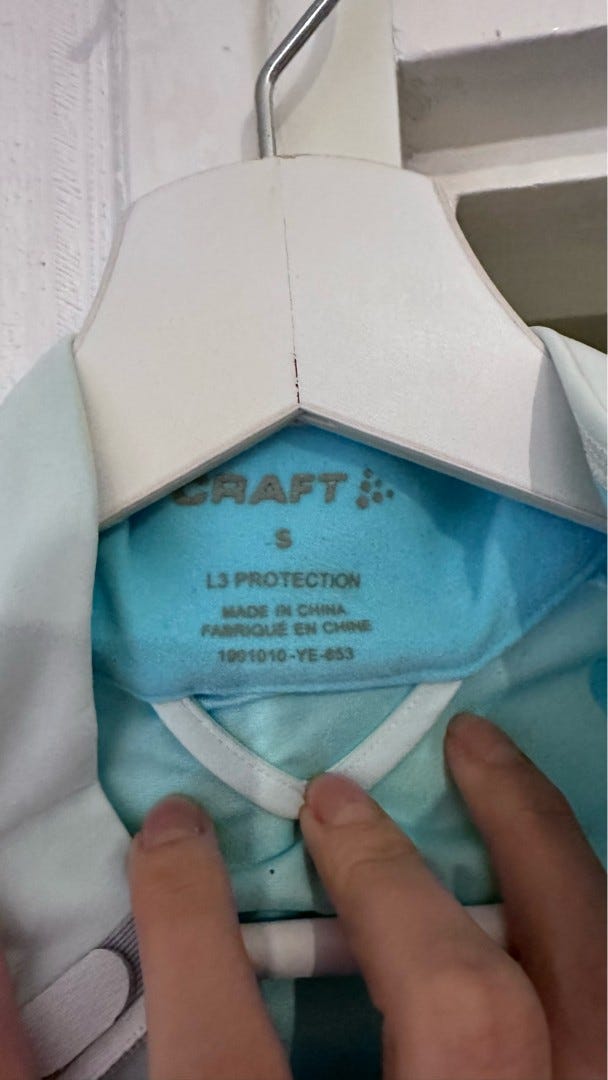 CRAFT
S
L3 PROTECTION
MADE IN CHINA
FABRIQUÉ EN CHINE
1901010-YE-653